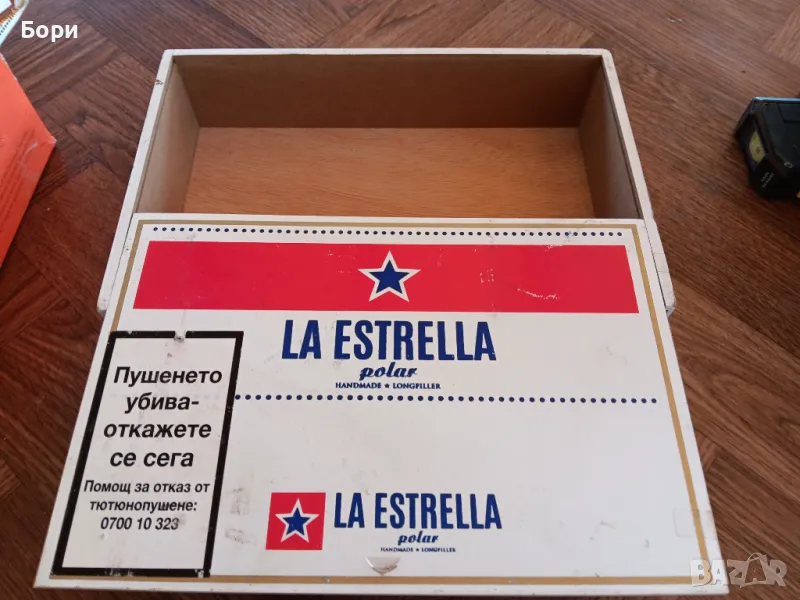 Бори
LA ESTRELLA
polar
HANDMADE ★ LONGFILLER
Пушенето
убива-
откажете
се сега
Помощ за отказ от
тютюнопушене:
0700 10 323
LA ESTRELLA
polar
HANDMADE ★ LONGFILLER
BAZAR